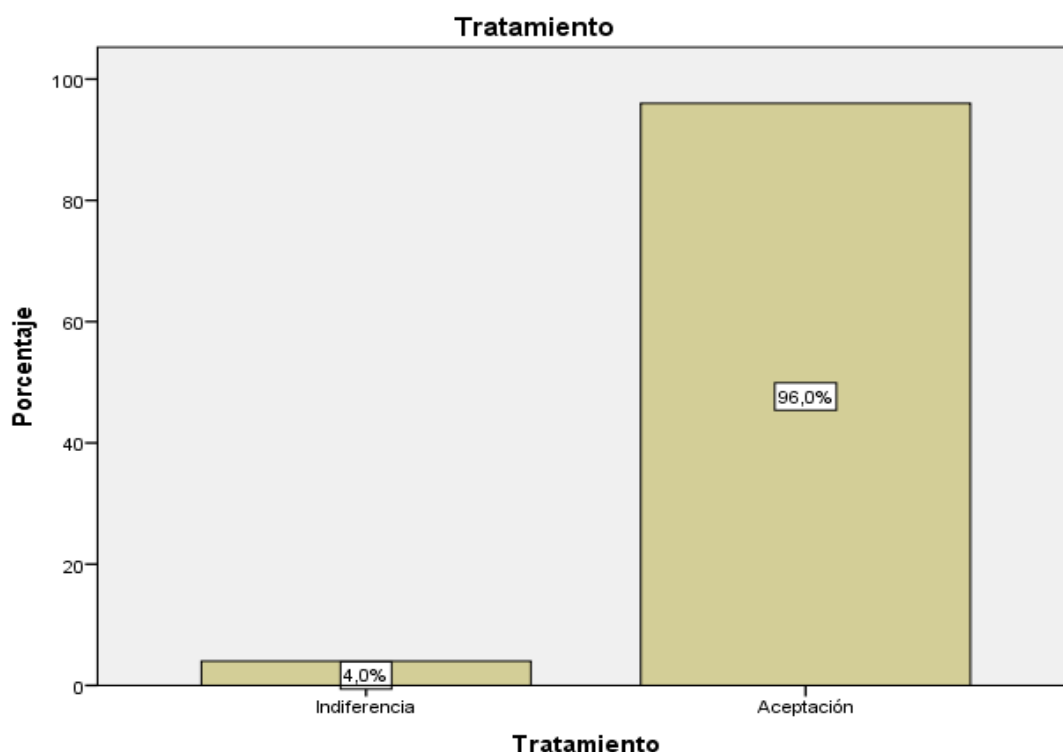 Tratamiento
Porcentaje
100
80
60
40
20
0
4,0%
96,0%
Indiferencia
Aceptación
Tratamiento